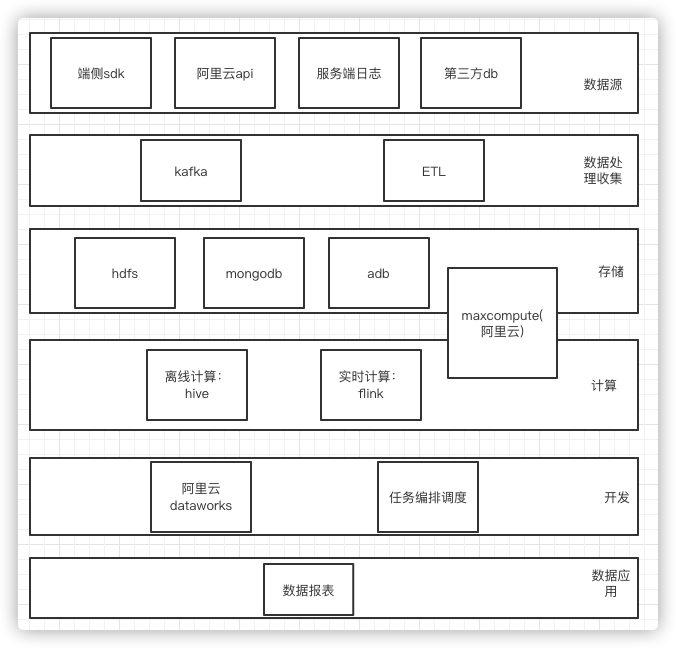 端侧sdk
阿里云api
服务端日志
第三方db
数据源
kafka
ETL
数据处
理收集
hdfs
mongodb
adb
存储
maxcompute(
阿里云)
离线计算：
hive
实时计算：
flink
计算
阿里云
dataworks
任务编排调度
开发
数据报表
数据应
用